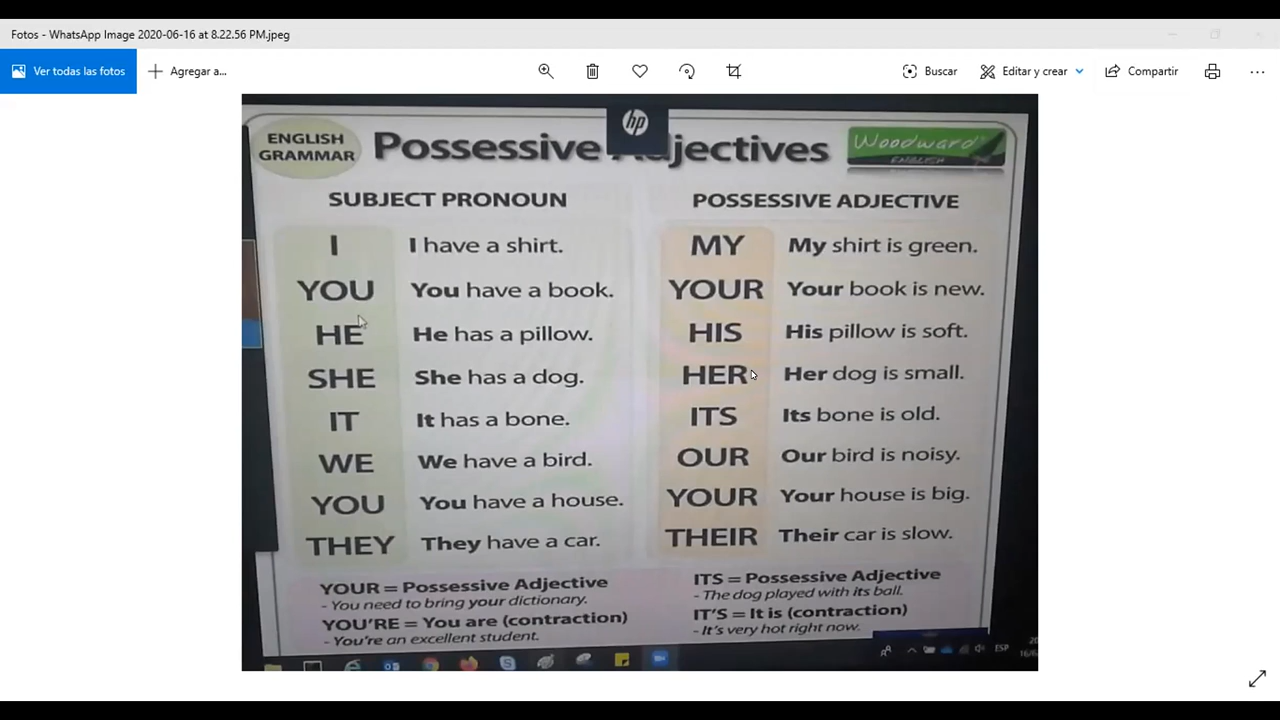 Fotos - WhatsApp Image 2020-06-16 at 8.22.56 PM.jpeg
Ver todas las fotos
Agregar a...
Buscar
Editar y crear
Compartir
hp
ENGLISH
GRAMMAR
Possessive Adjectives
Woodward
ENGLISH
SUBJECT PRONOUN
POSSESSIVE ADJECTIVE
I I have a shirt. MY My shirt is green.
YOU You have a book. YOUR Your book is new.
HE He has a pillow. HIS His pillow is soft.
SHE She has a dog. HER Her dog is small.
IT It has a bone. ITS Its bone is old.
WE We have a bird. OUR Our bird is noisy.
YOU You have a house. YOUR Your house is big.
THEY They have a car. THEIR Their car is slow.
YOUR = Possessive Adjective
- You need to bring your dictionary.
YOU'RE = You are (contraction)
- You're an excellent student.
ITS = Possessive Adjective
- The dog played with its ball.
IT'S = It is (contraction)
- It's very hot right now.
ESP